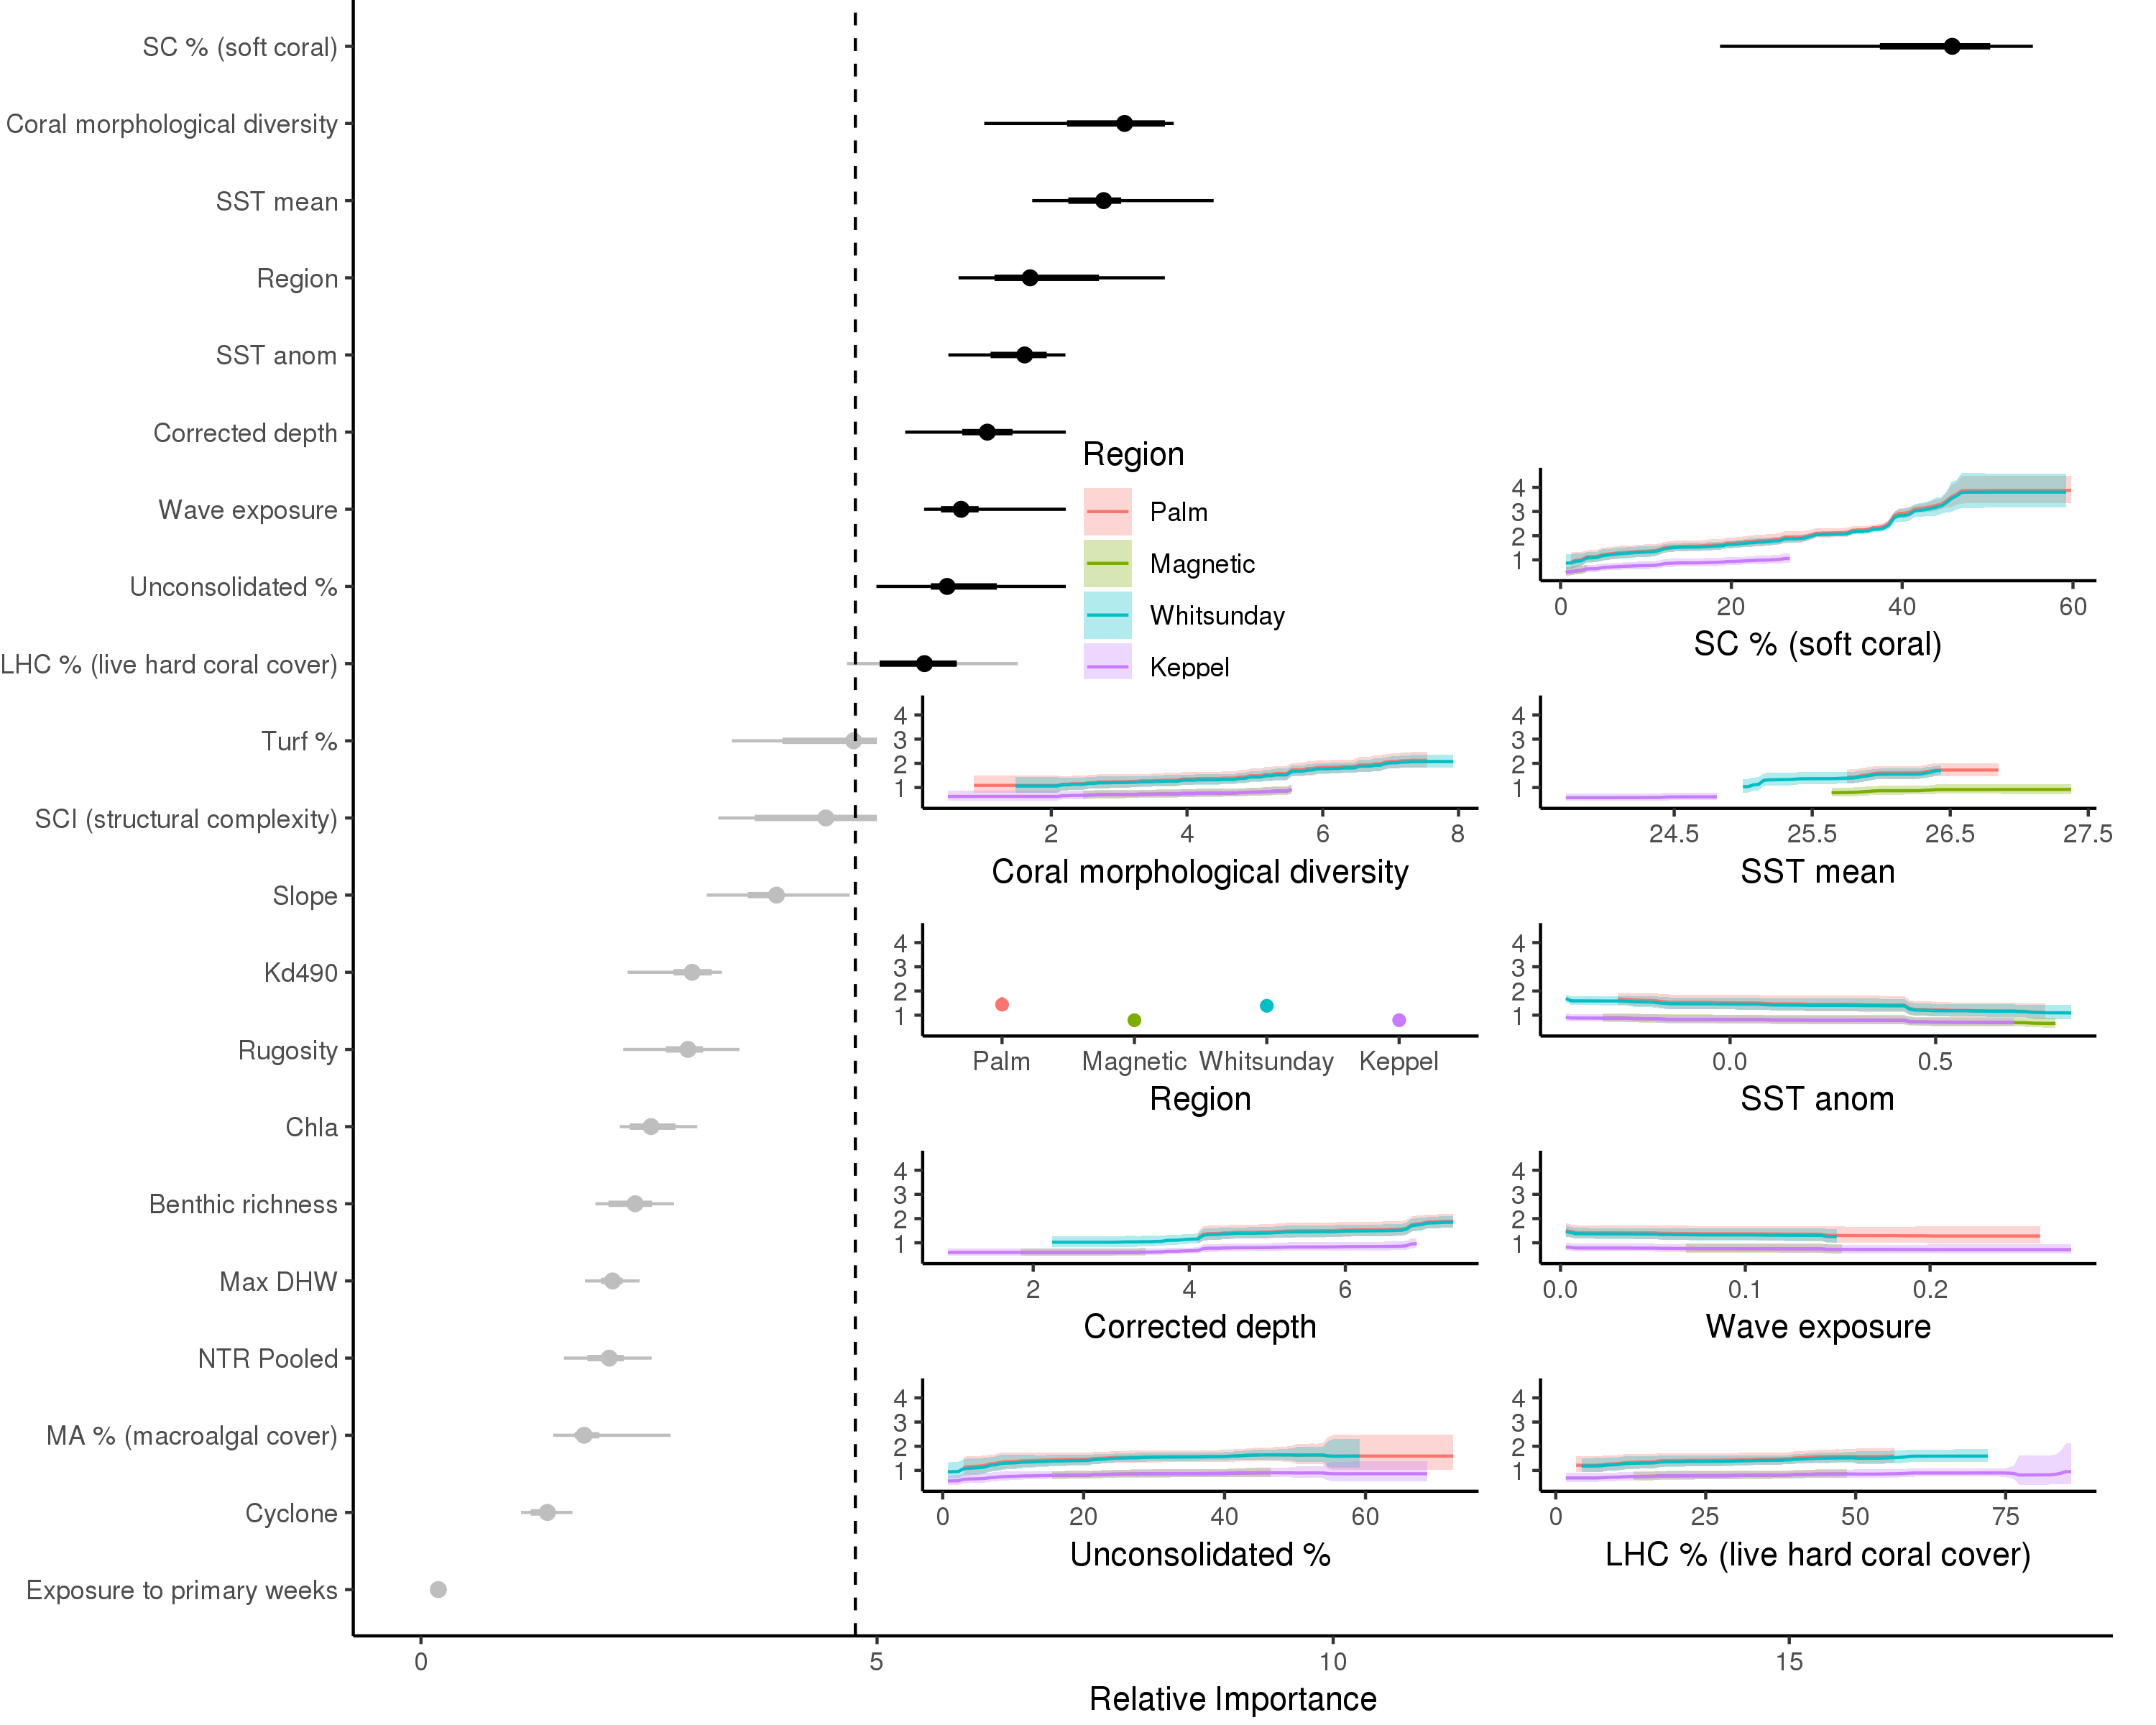 SC % (soft coral)
Coral morphological diversity
SST mean
Region
SST anom
Corrected depth
Wave exposure
Unconsolidated %
LHC % (live hard coral cover)
Turf %
SCI (structural complexity)
Slope
Kd490
Rugosity
Chla
Benthic richness
Max DHW
NTR Pooled
MA % (macroalgal cover)
Cyclone
Exposure to primary weeks
0 5 10 15
Relative Importance
Region
Palm
Magnetic
Whitsunday
Keppel
4
3
2
1
0 20 40 60
SC % (soft coral)
4
3
2
1
2 4 6 8
Coral morphological diversity
4
3
2
1
24.5 25.5 26.5 27.5
SST mean
4
3
2
1
Palm Magnetic Whitsunday Keppel
Region
4
3
2
1
0.0 0.5
SST anom
4
3
2
1
2 4 6
Corrected depth
4
3
2
1
0.0 0.1 0.2
Wave exposure
4
3
2
1
0 20 40 60
Unconsolidated %
4
3
2
1
0 25 50 75
LHC % (live hard coral cover)